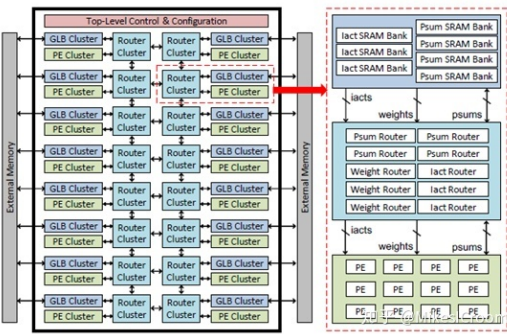 Top-Level Control & Configuration
External Memory
GLB Cluster
PE Cluster
Router Cluster
Router Cluster
GLB Cluster
PE Cluster
GLB Cluster
PE Cluster
Router Cluster
Router Cluster
GLB Cluster
PE Cluster
GLB Cluster
PE Cluster
Router Cluster
Router Cluster
GLB Cluster
PE Cluster
GLB Cluster
PE Cluster
Router Cluster
Router Cluster
GLB Cluster
PE Cluster
GLB Cluster
PE Cluster
Router Cluster
Router Cluster
GLB Cluster
PE Cluster
GLB Cluster
PE Cluster
Router Cluster
Router Cluster
GLB Cluster
PE Cluster
GLB Cluster
PE Cluster
Router Cluster
Router Cluster
GLB Cluster
PE Cluster
GLB Cluster
PE Cluster
Router Cluster
Router Cluster
GLB Cluster
PE Cluster
External Memory
Iact SRAM Bank
Iact SRAM Bank
Iact SRAM Bank
Psum SRAM Bank
Psum SRAM Bank
Psum SRAM Bank
Psum SRAM Bank
iacts
weights
psums
Psum Router
Psum Router
Psum Router
Psum Router
Weight Router
Iact Router
Weight Router
Iact Router
Weight Router
Iact Router
iacts
weights
psums
PE PE PE PE
PE PE PE PE
PE PE PE PE